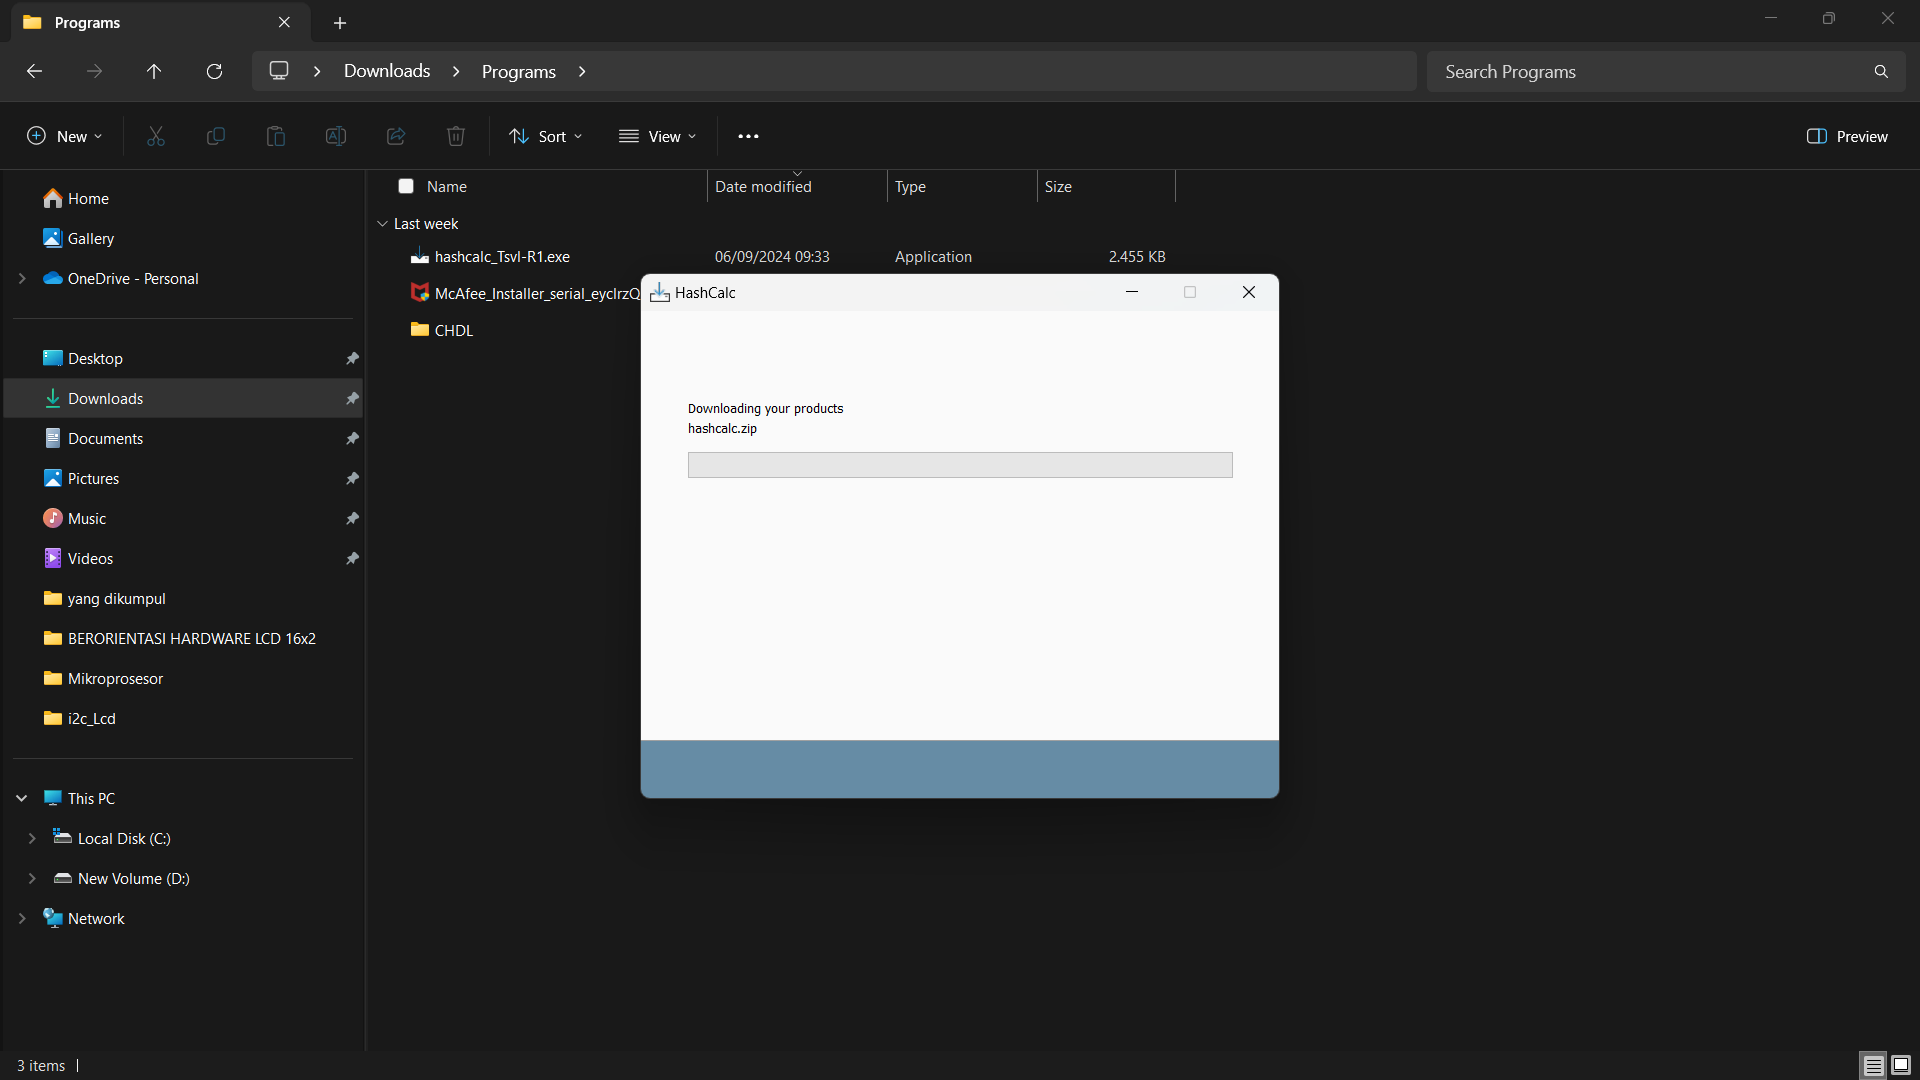 Programs
Downloads
Programs
Search Programs
New
Sort
View
Preview
Home
Gallery
OneDrive - Personal
Desktop
Downloads
Documents
Pictures
Music
Videos
yang dikumpul
BERORIENTASI HARDWARE LCD 16x2
Mikroprosesor
i2c_Lcd
This PC
Local Disk (C:)
New Volume (D:)
Network
Name Date modified Type Size
Last week
hashcalc_Tsvl-R1.exe 06/09/2024 09:33 Application 2.455 KB
CHDL
HashCalc
Downloading your products
hashcalc.zip
3 items